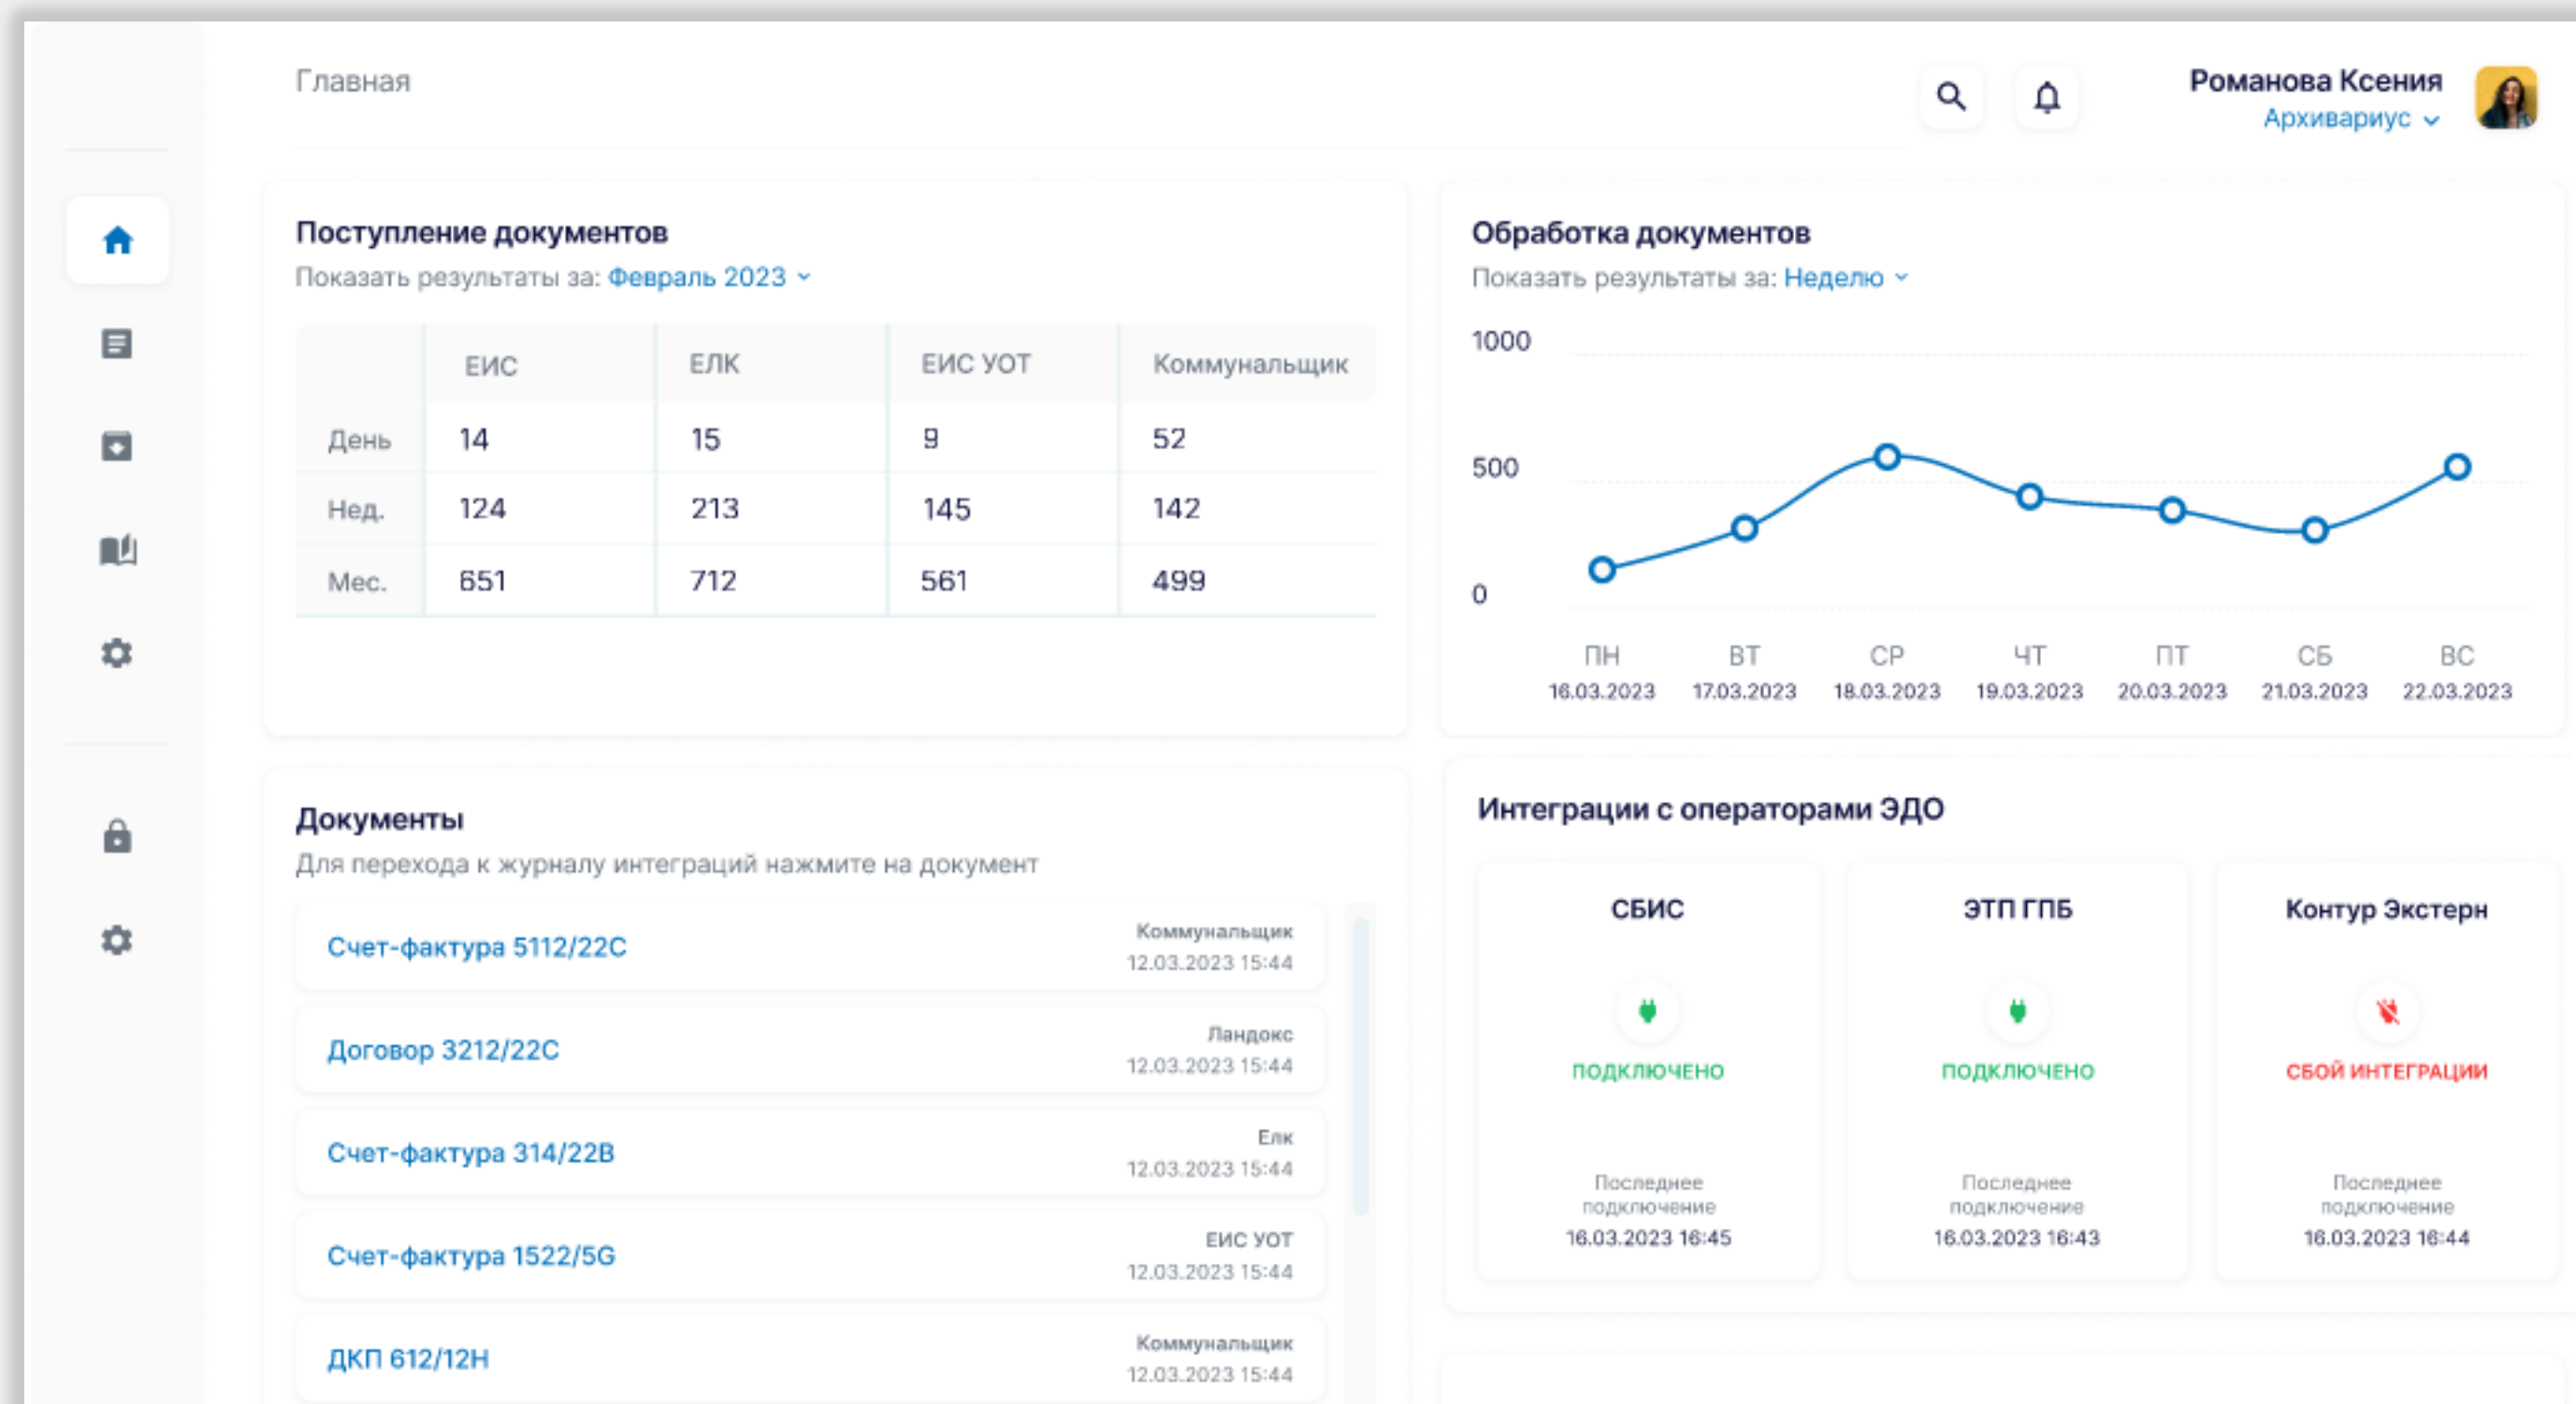 Главная
Романова Ксения
Архивариус
Поступление документов
Показать результаты за: Февраль 2023
ЕИС ЕЛК ЕИС УОТ Коммунальщик
День 14 15 9 52
Нед. 124 213 145 142
Мес. 651 712 561 499
Обработка документов
Показать результаты за: Неделю
1000
500
0
ПН ВТ СР ЧТ ПТ СБ ВС
16.03.2023 17.03.2023 18.03.2023 19.03.2023 20.03.2023 21.03.2023 22.03.2023
Документы
Для перехода к журналу интеграций нажмите на документ
Счет-фактура 5112/22С
Коммунальщик
12.03.2023 15:44
Договор 3212/22С
Ландокс
12.03.2023 15:44
Счет-фактура 314/22В
Елк
12.03.2023 15:44
Счет-фактура 1522/5G
ЕИС УОТ
12.03.2023 15:44
ДКП 612/12Н
Коммунальщик
12.03.2023 15:44
Интеграции с операторами ЭДО
СБИС
ПОДКЛЮЧЕНО
Последнее
подключение
16.03.2023 16:45
ЭТП ГПБ
ПОДКЛЮЧЕНО
Последнее
подключение
16.03.2023 16:43
Контур Экстерн
СБОЙ ИНТЕГРАЦИИ
Последнее
подключение
16.03.2023 16:44